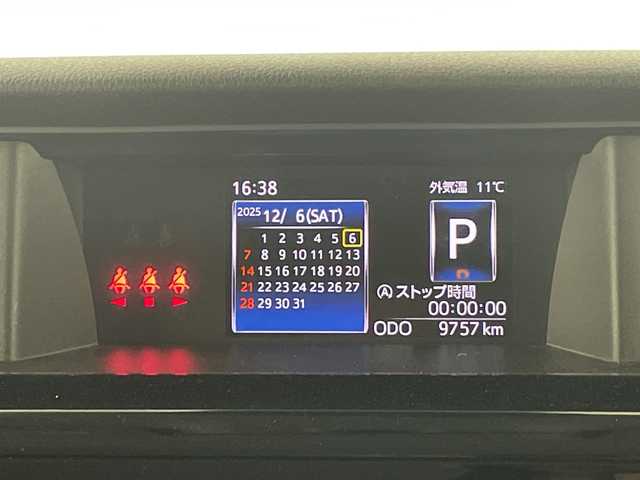 16:38
外気温 11℃
2025 12/ 6(SAT)
1 2 3 4 5 6
7 8 9 10 11 12 13
14 15 16 17 18 19 20
21 22 23 24 25 26 27
28 29 30 31
P
D
Ⓐストップ時間
00:00:00
ODO 9757 km